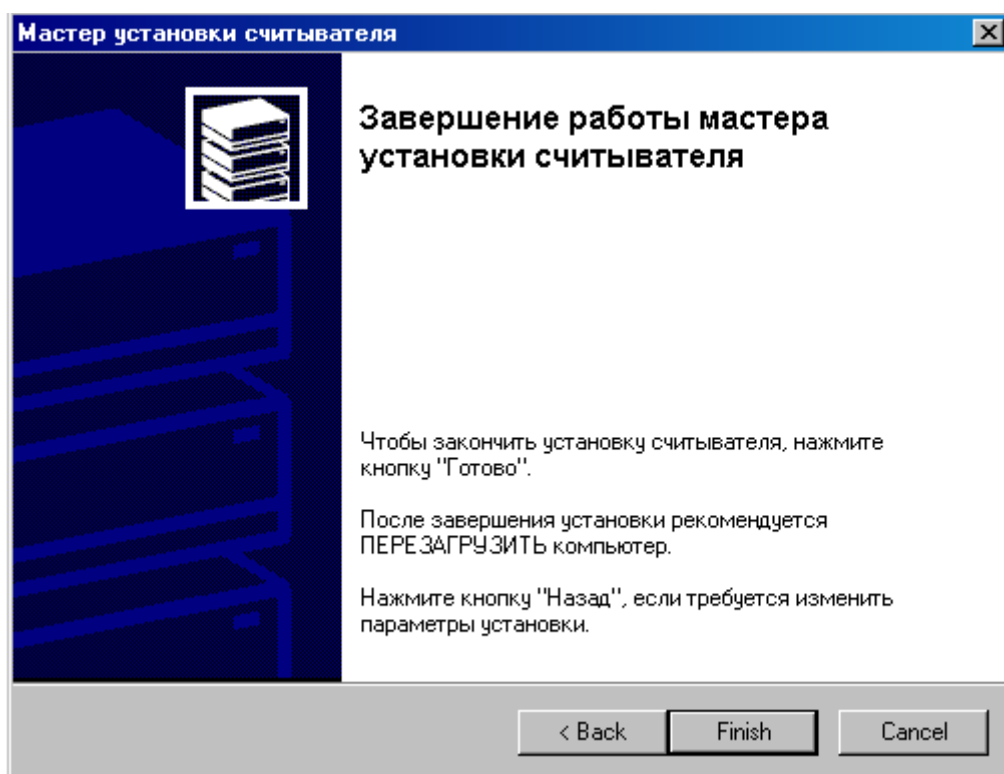 Мастер установки считывателя
Завершение работы мастера
установки считывателя
Чтобы закончить установку считывателя, нажмите
кнопку "Готово".
После завершения установки рекомендуется
ПЕРЕЗАГРУЗИТЬ компьютер.
Нажмите кнопку "Назад", если требуется изменить
параметры установки.
< Back
Finish
Cancel